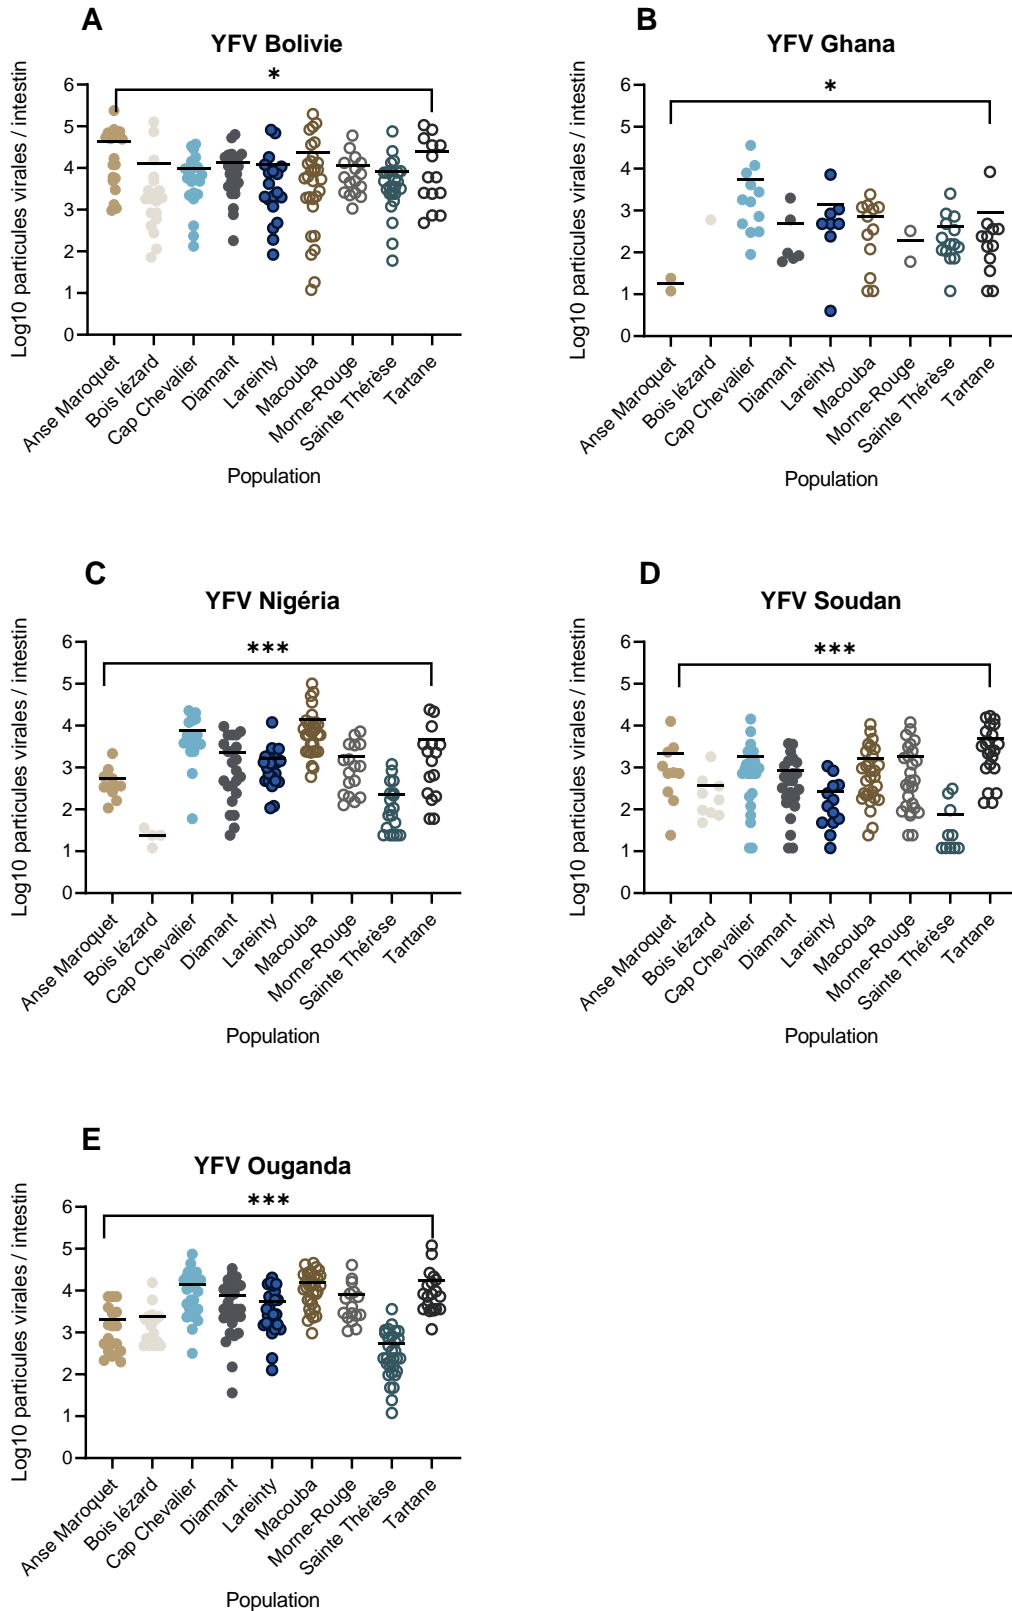 A
YFV Bolivie
*
Log10 particules virales / intestin
6
5
4
3
2
1
0
Anse Maroquet
Bois lézard
Cap Chevalier
Diamant
Lareinty
Macouba
Morne-Rouge
Sainte Thérèse
Tartane
Population
B
YFV Ghana
*
Log10 particules virales / intestin
6
5
4
3
2
1
0
Anse Maroquet
Bois lézard
Cap Chevalier
Diamant
Lareinty
Macouba
Morne-Rouge
Sainte Thérèse
Tartane
Population
C
YFV Nigéria
***
Log10 particules virales / intestin
6
5
4
3
2
1
0
Anse Maroquet
Bois lézard
Cap Chevalier
Diamant
Lareinty
Macouba
Morne-Rouge
Sainte Thérèse
Tartane
Population
D
YFV Soudan
***
Log10 particules virales / intestin
6
5
4
3
2
1
0
Anse Maroquet
Bois lézard
Cap Chevalier
Diamant
Lareinty
Macouba
Morne-Rouge
Sainte Thérèse
Tartane
Population
E
YFV Ouganda
***
Log10 particules virales / intestin
6
5
4
3
2
1
0
Anse Maroquet
Bois lézard
Cap Chevalier
Diamant
Lareinty
Macouba
Morne-Rouge
Sainte Thérèse
Tartane
Population